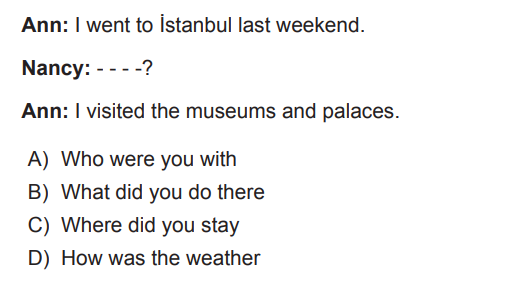 Ann: I went to İstanbul last weekend.
Nancy: - - - -?
Ann: I visited the museums and palaces.
A) Who were you with
B) What did you do there
C) Where did you stay
D) How was the weather